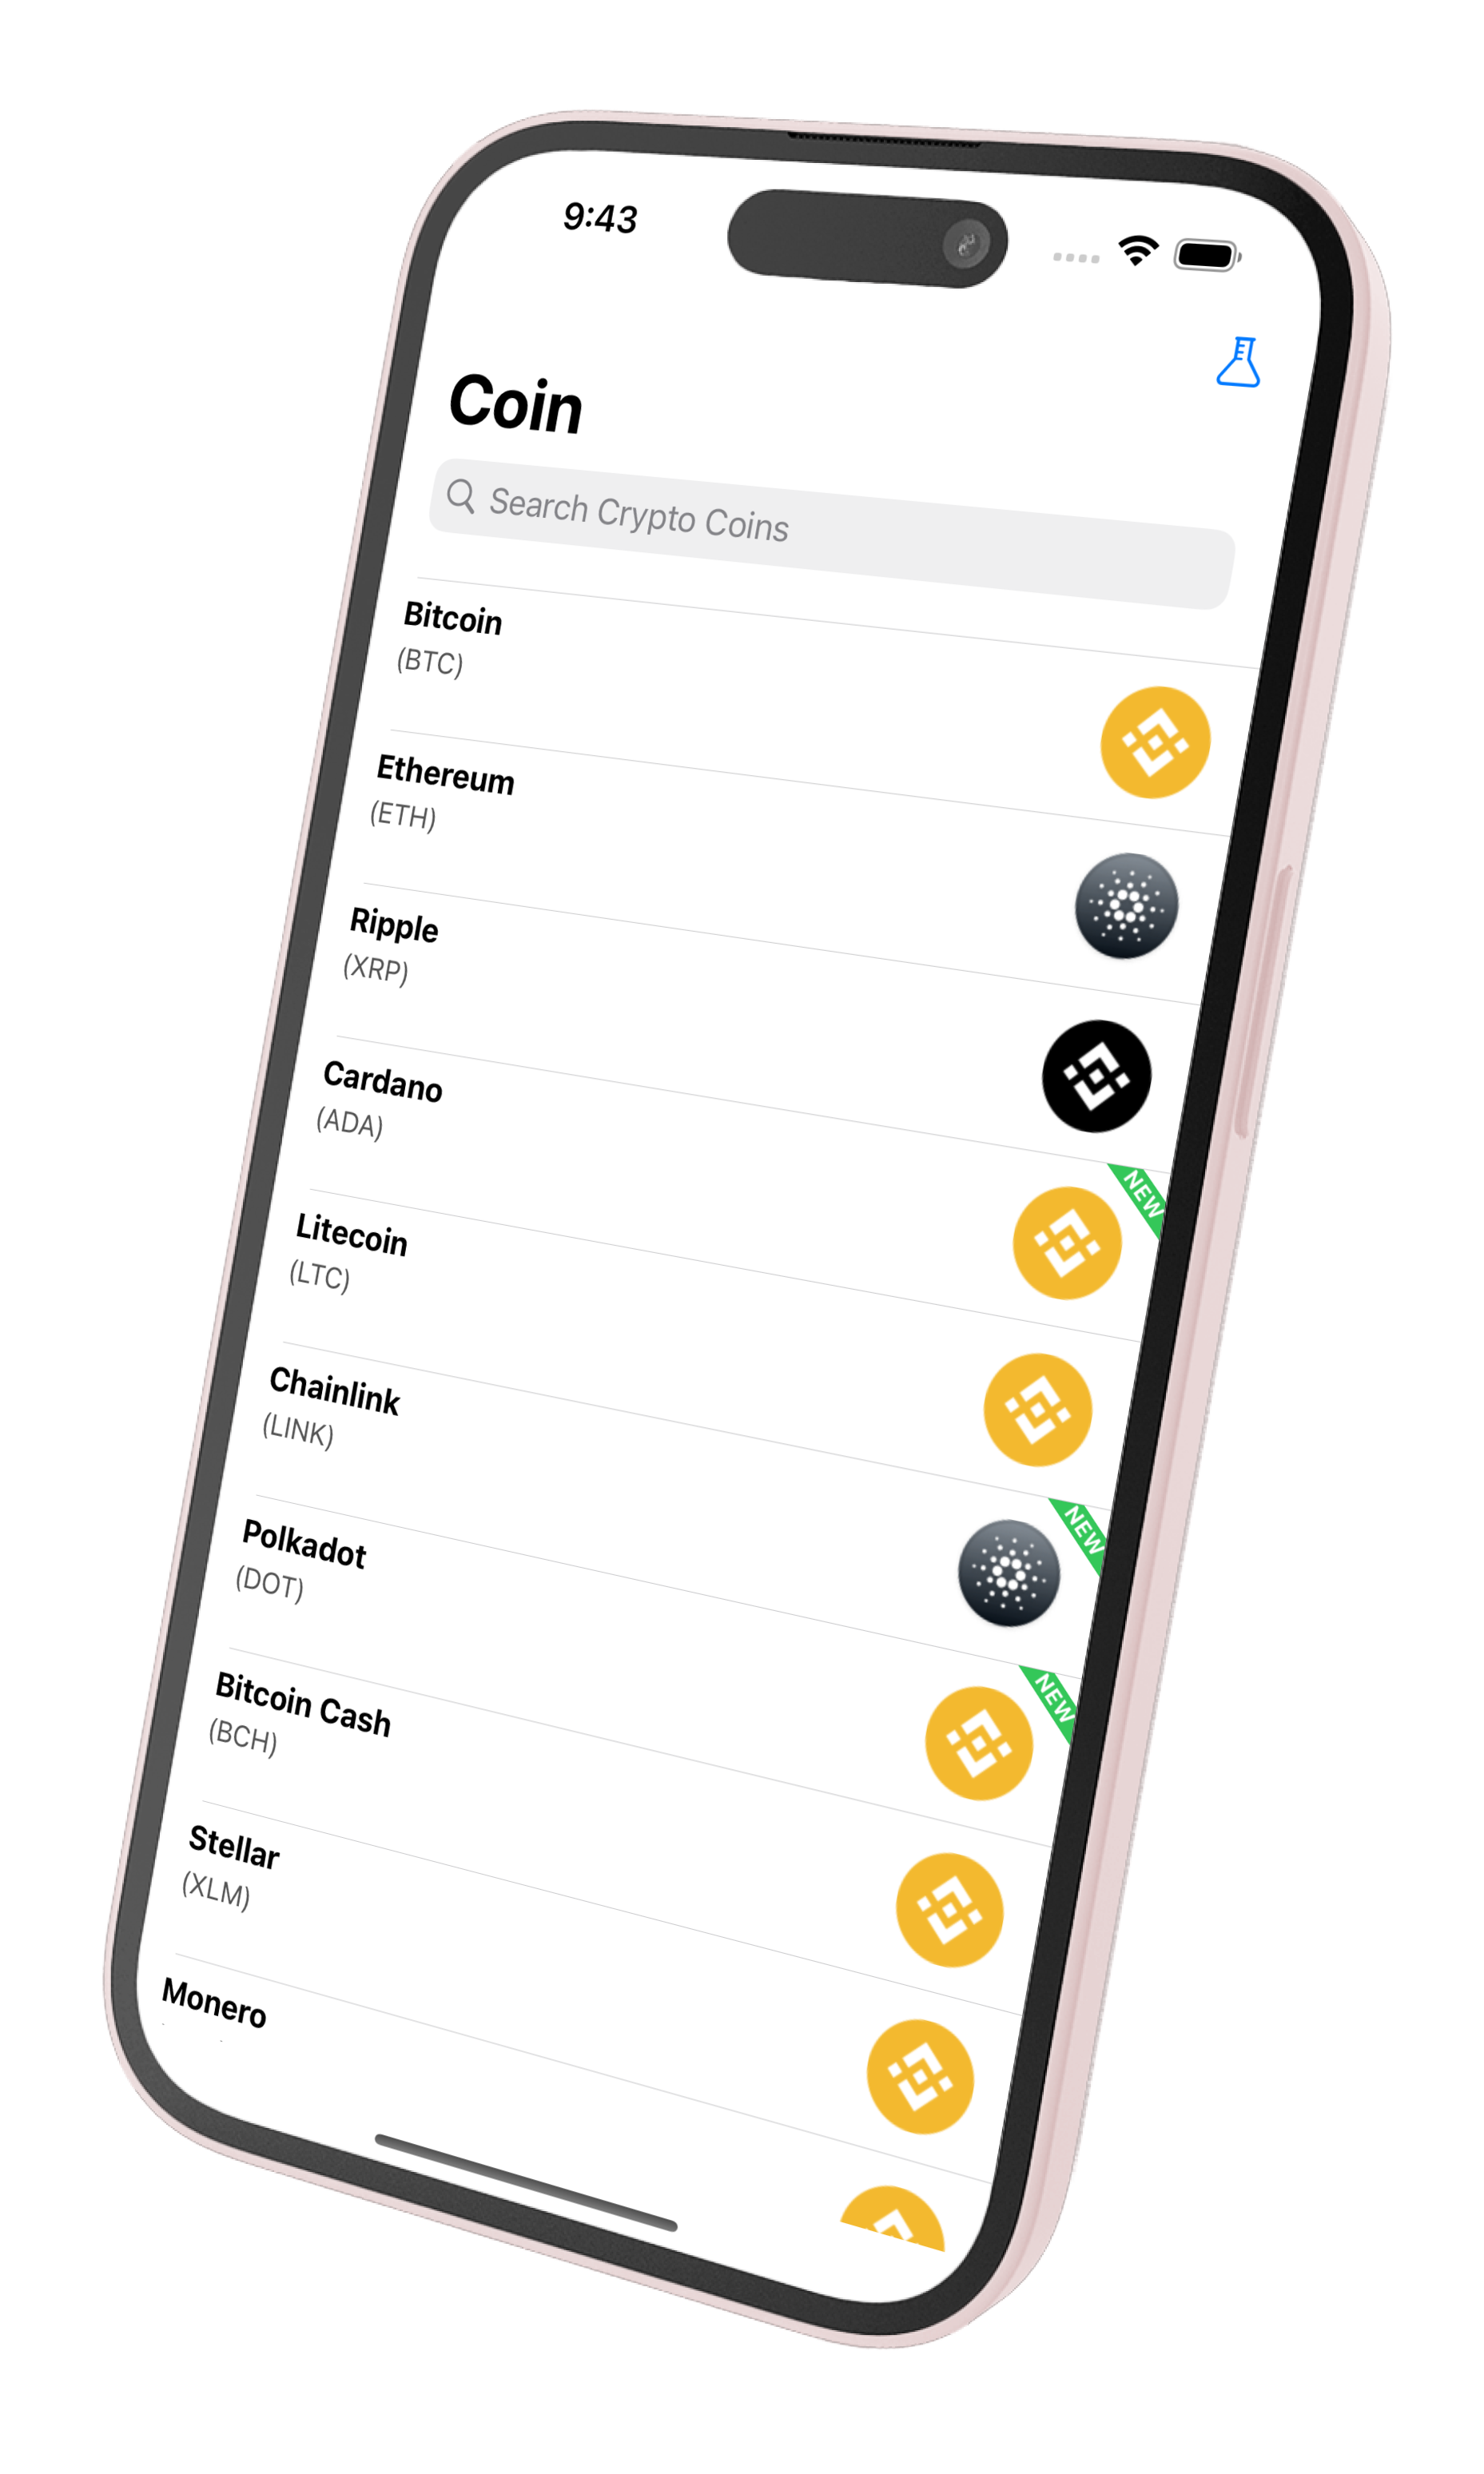 9:43
Coin
Search Crypto Coins
Bitcoin
(BTC)
Ethereum
(ETH)
Ripple
(XRP)
Cardano
(ADA)
NEW
Litecoin
(LTC)
Chainlink
(LINK)
NEW
Polkadot
(DOT)
NEW
Bitcoin Cash
(BCH)
Stellar
(XLM)
Monero